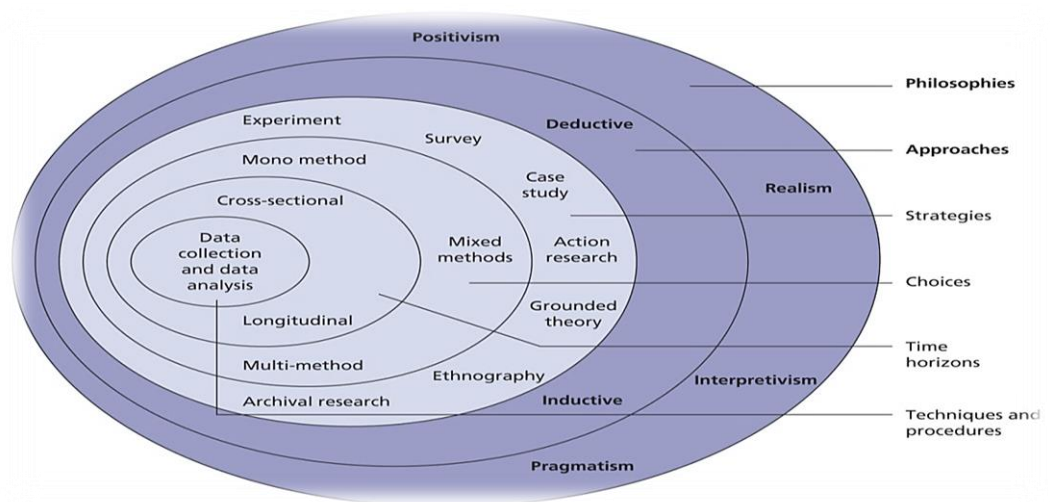 Positivism
Philosophies
Experiment
Deductive
Survey
Approaches
Mono method
Case
study
Realism
Cross-sectional
Strategies
Data
collection
and data
analysis
Mixed
methods
Action
research
Choices
Grounded
theory
Longitudinal
Time
horizons
Multi-method
Ethnography
Interpretivism
Archival research
Inductive
Techniques and
procedures
Pragmatism